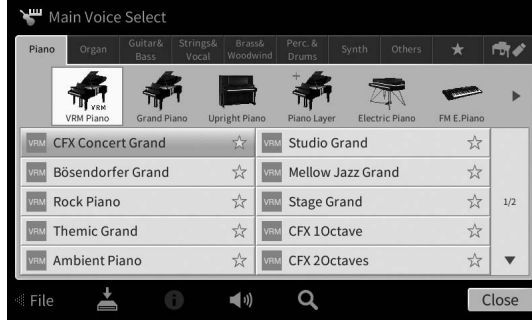 Main Voice Select
Piano
Organ
Guitar&
Bass
Strings&
Vocal
Brass&
Woodwind
Perc. &
Drums
Synth
Others
VRM
VRM Piano
Grand Piano
Upright Piano
Piano Layer
Electric Piano
FM E.Piano
VRM CFX Concert Grand
VRM Studio Grand
VRM Bösendorfer Grand
VRM Mellow Jazz Grand
VRM Rock Piano
VRM Stage Grand
1/2
VRM Themic Grand
VRM CFX 1Octave
VRM Ambient Piano
VRM CFX 2Octaves
File
Close